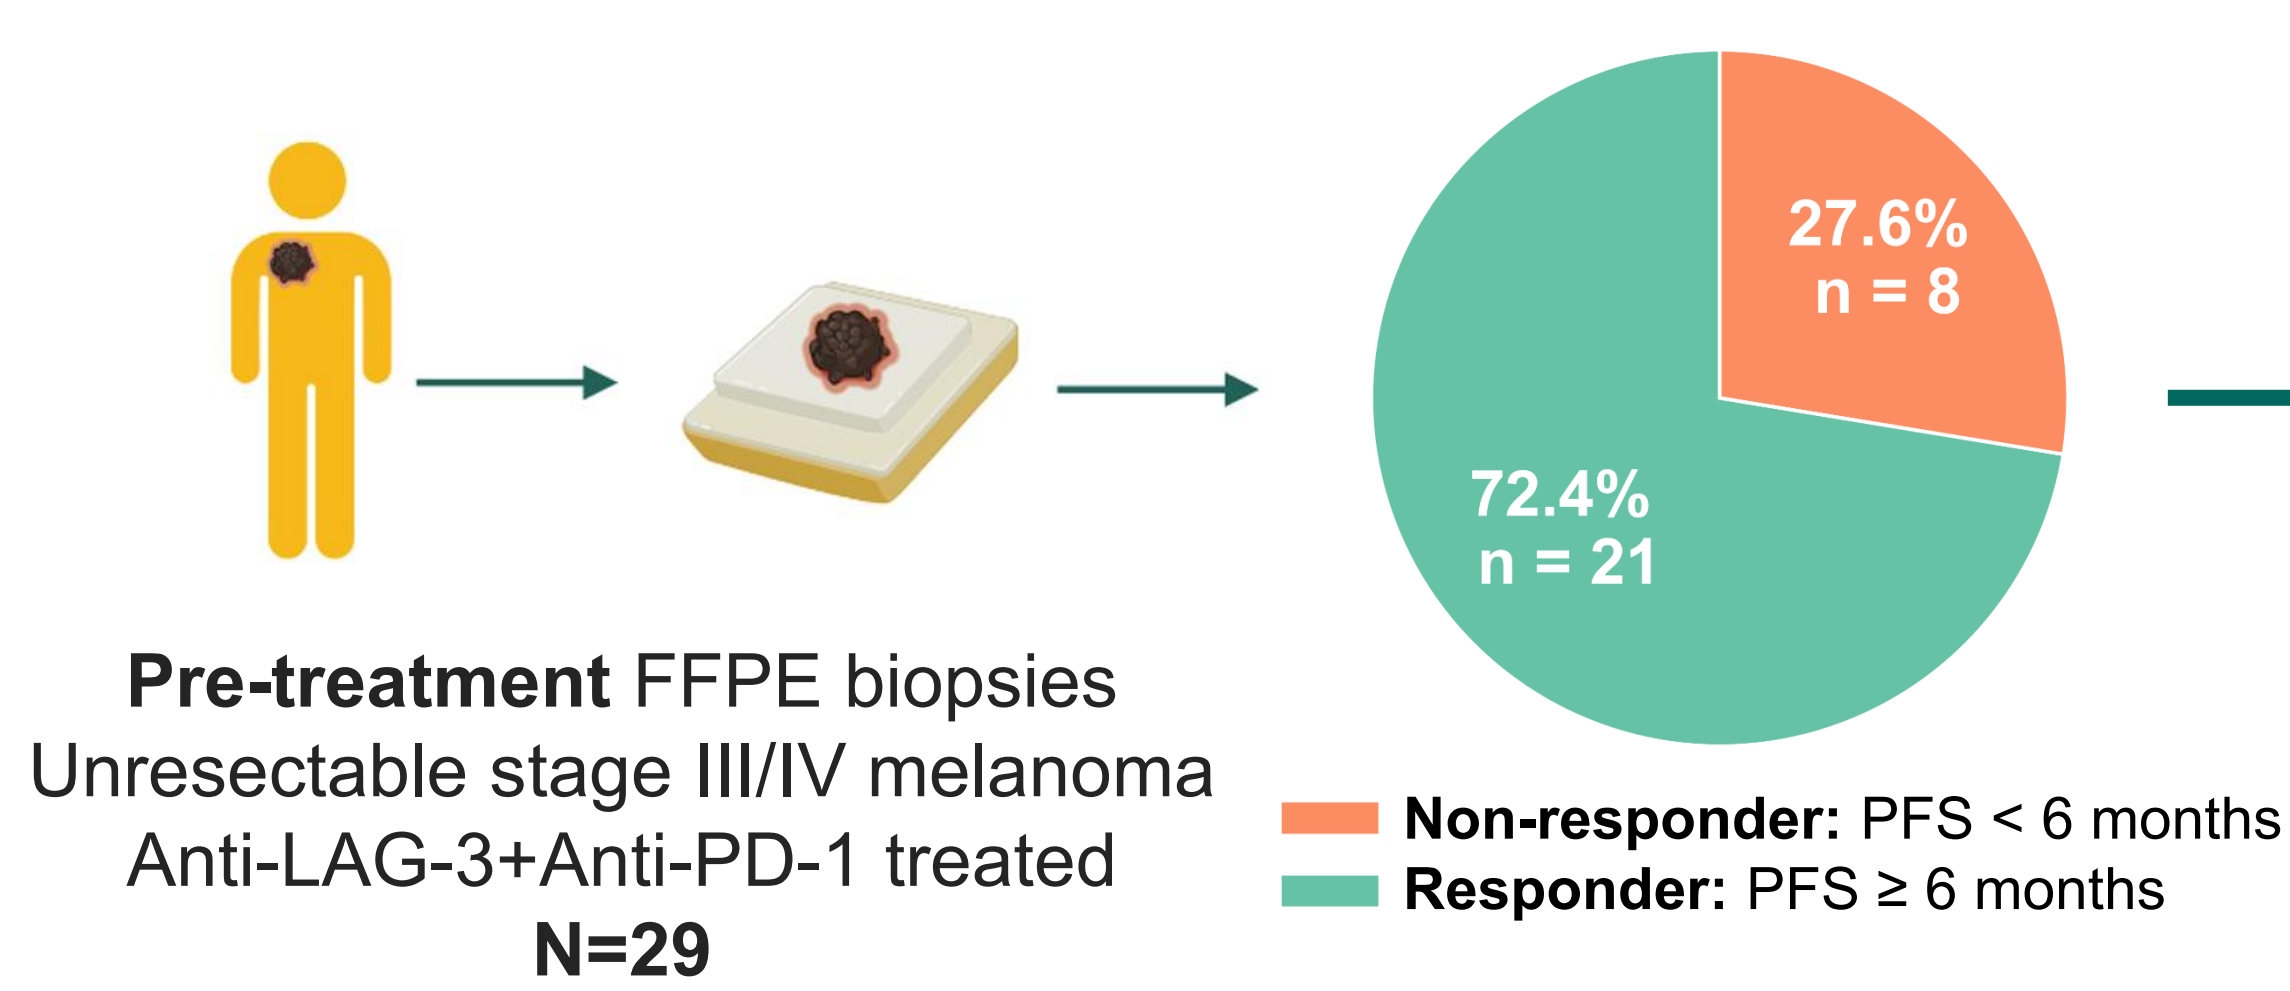 27.6%
n = 8
72.4%
n = 21
Pre-treatment FFPE biopsies
Unresectable stage III/IV melanoma
Anti-LAG-3+Anti-PD-1 treated
N=29
Non-responder: PFS < 6 months
Responder: PFS ≥ 6 months